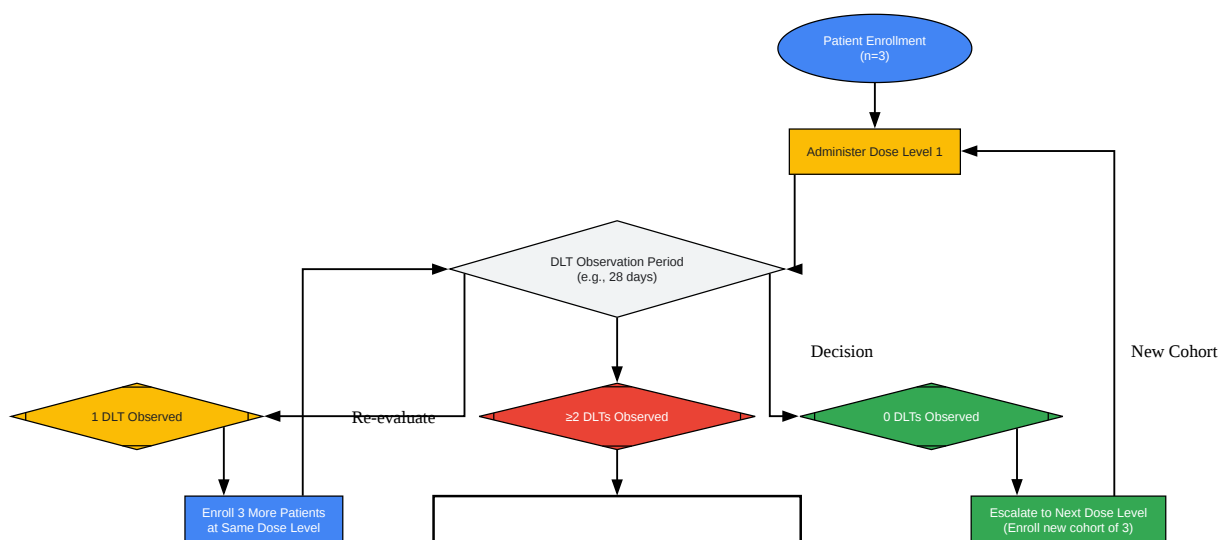 Patient Enrollment
(n=3)
Administer Dose Level 1
DLT Observation Period
(e.g., 28 days)
Decision
New Cohort
1 DLT Observed
Re-evaluate
≥2 DLTs Observed
0 DLTs Observed
Enroll 3 More Patients
at Same Dose Level
Escalate to Next Dose Level
(Enroll new cohort of 3)